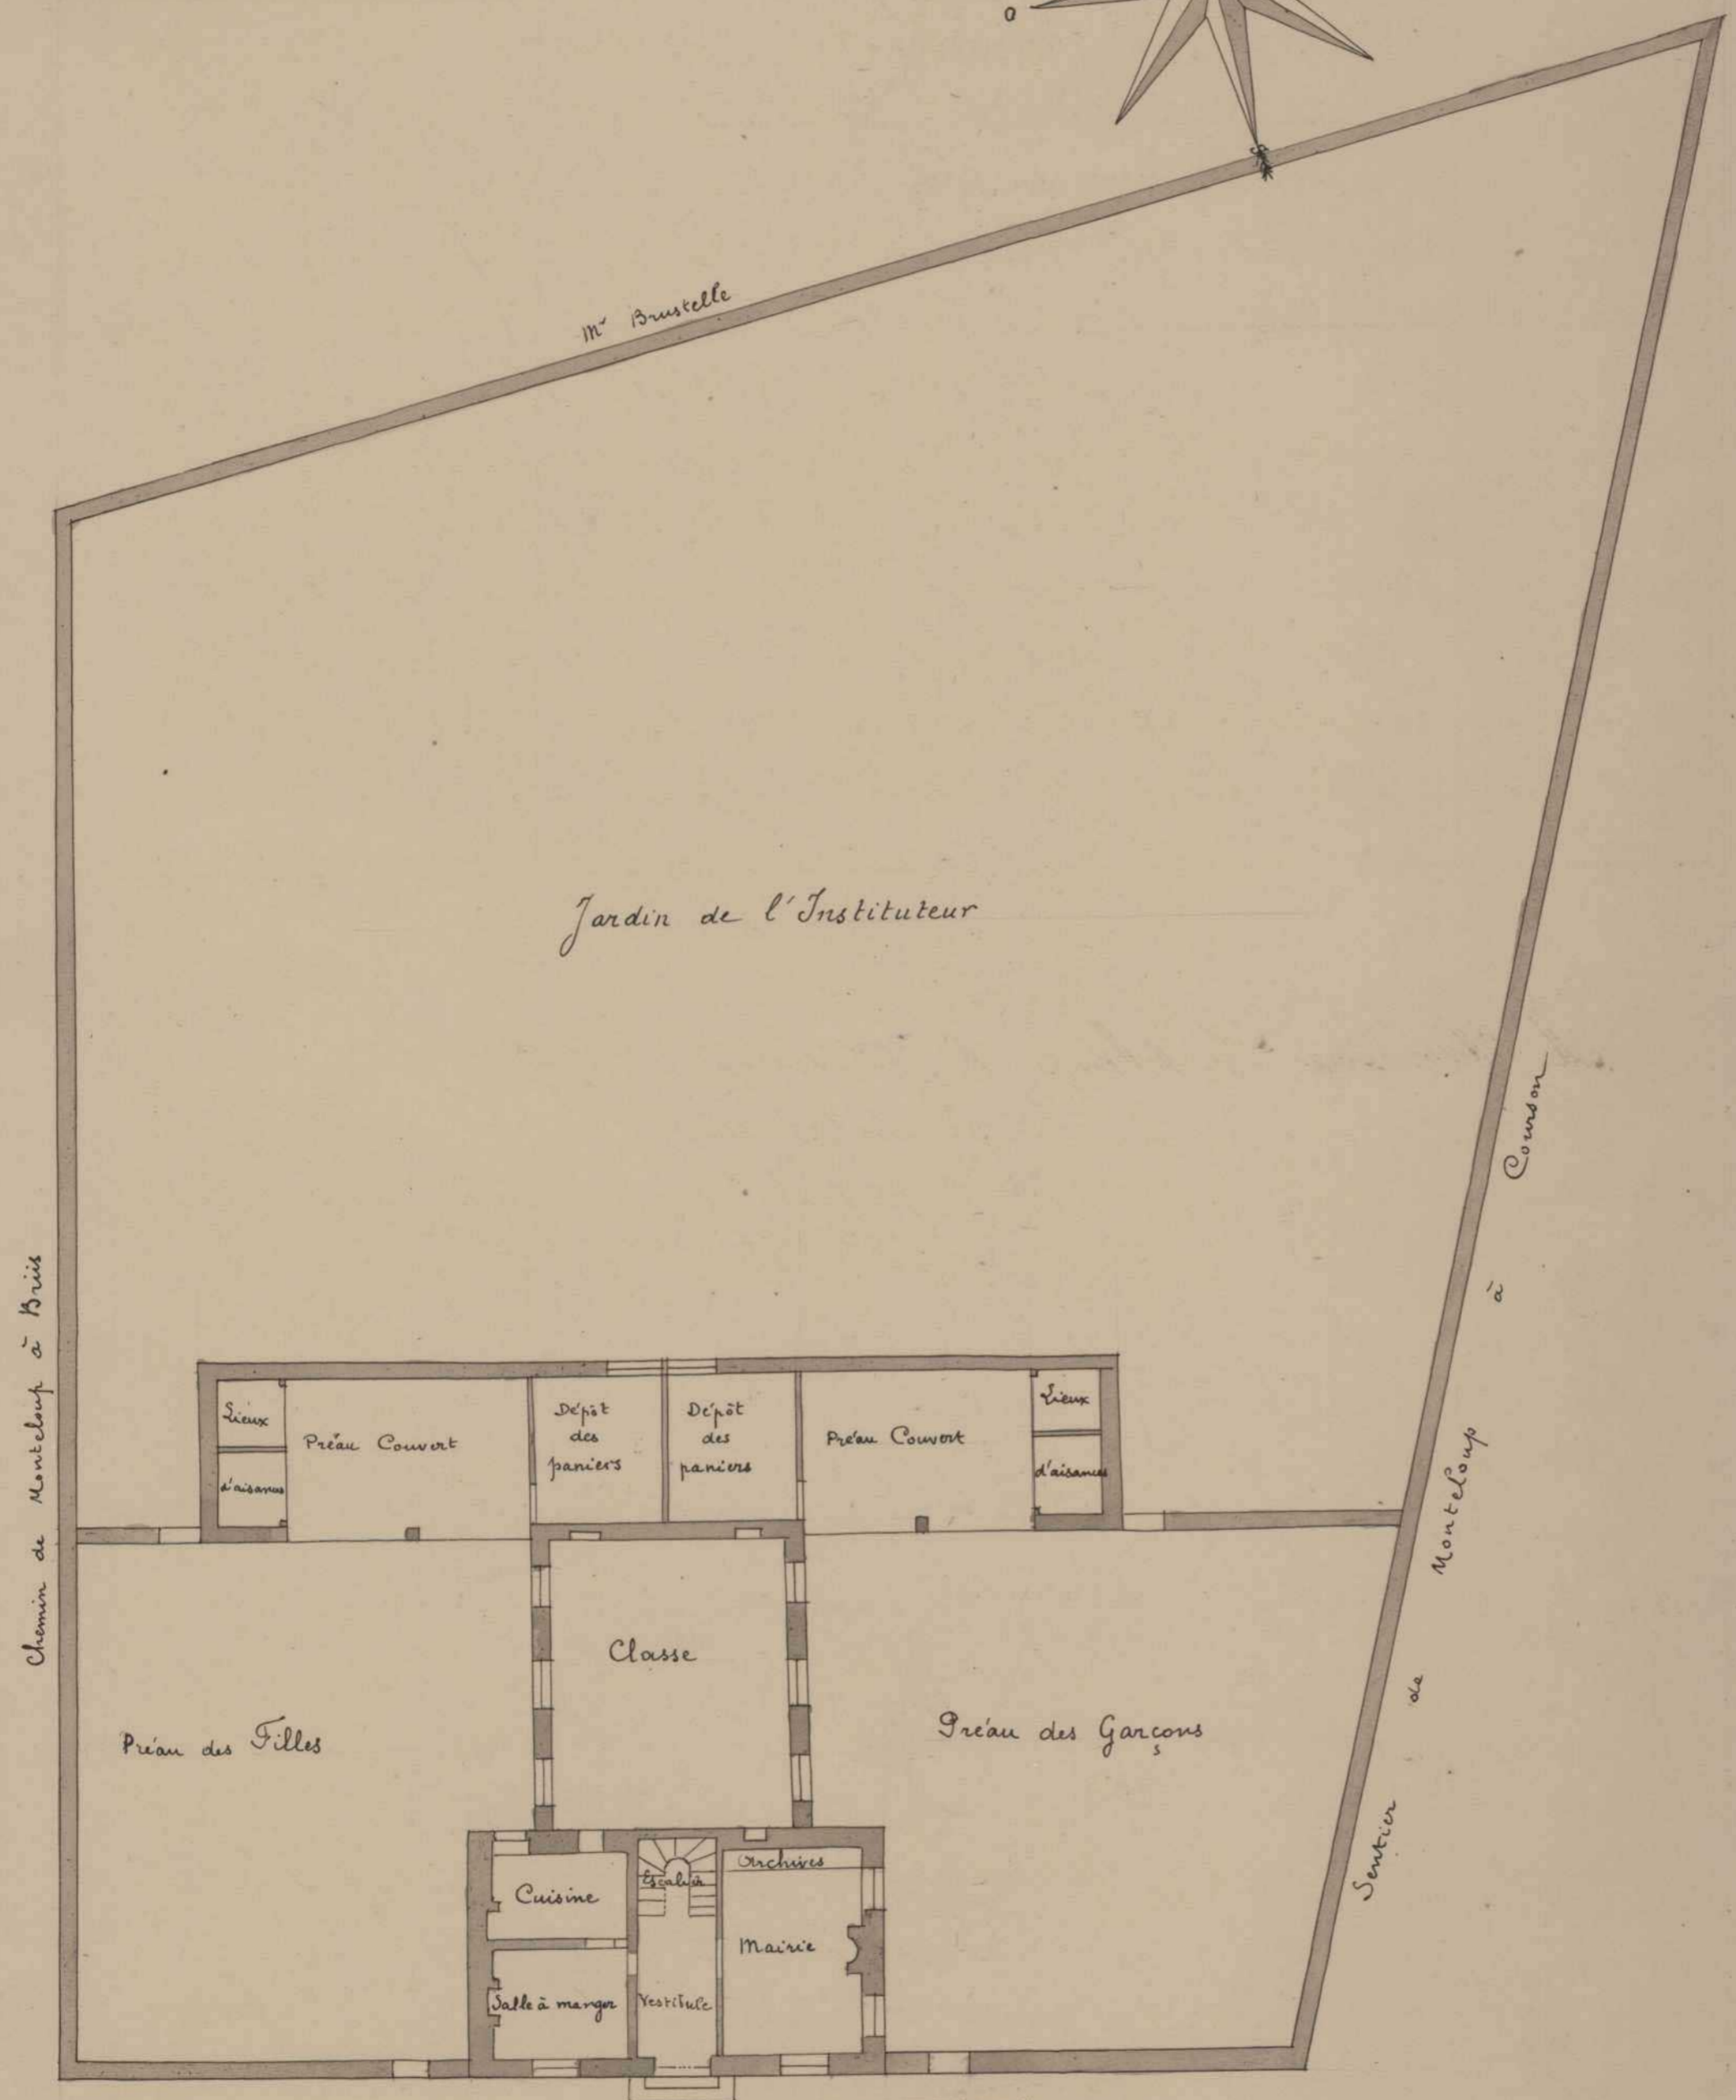 O
S
Mr Brustelle
Jardin de l'Instituteur
Chemin de Monteloup à Briis
Sentier de Monteloup à Courson
Lieux
d'aisances
Préau Couvert
Dépôt
des
paniers
Dépôt
des
paniers
Préau Couvert
Lieux
d'aisances
Classe
Préau des Filles
Préau des Garçons
Cuisine
Escalier
Archives
Mairie
Salle à manger
Vestibule